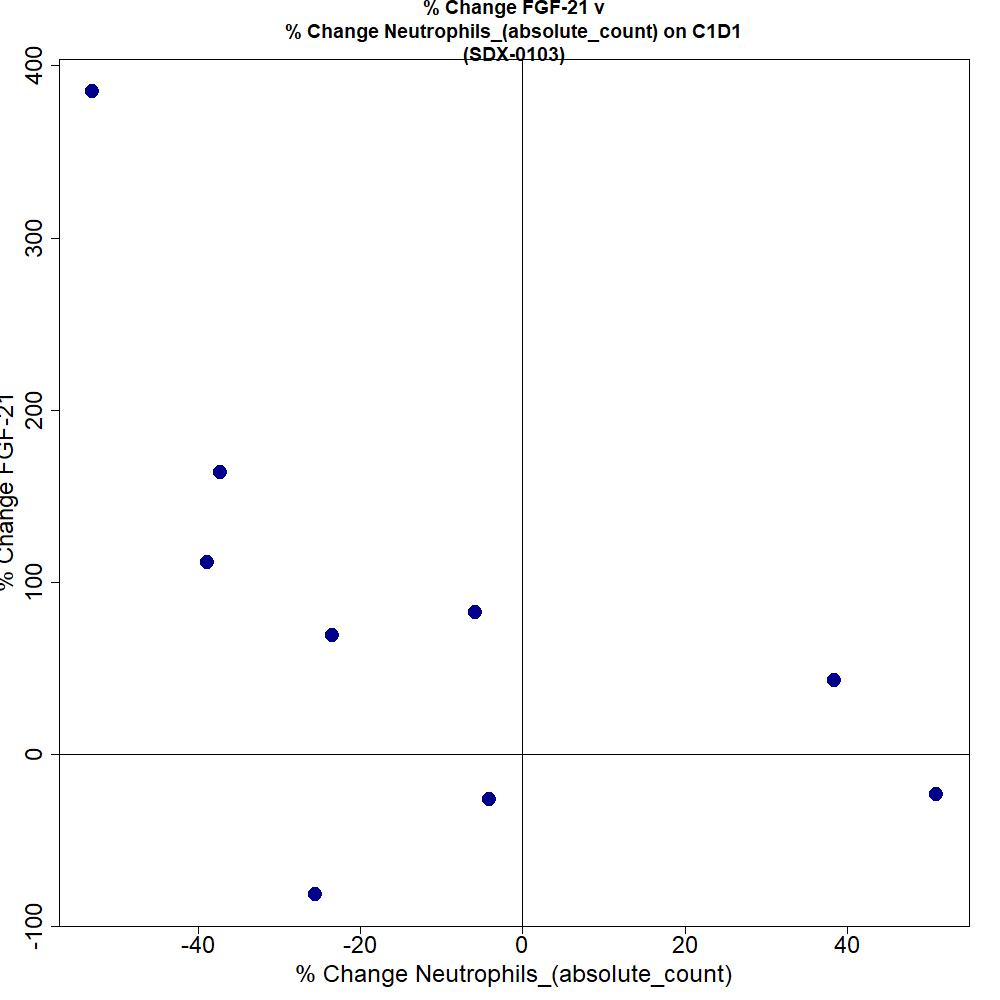 % Change FGF-21 v
% Change Neutrophils_(absolute_count) on C1D1
(SDX-0103)
400
300
200
100
0
-100
% Change FGF-21
-40
-20
0
20
40
% Change Neutrophils_(absolute_count)